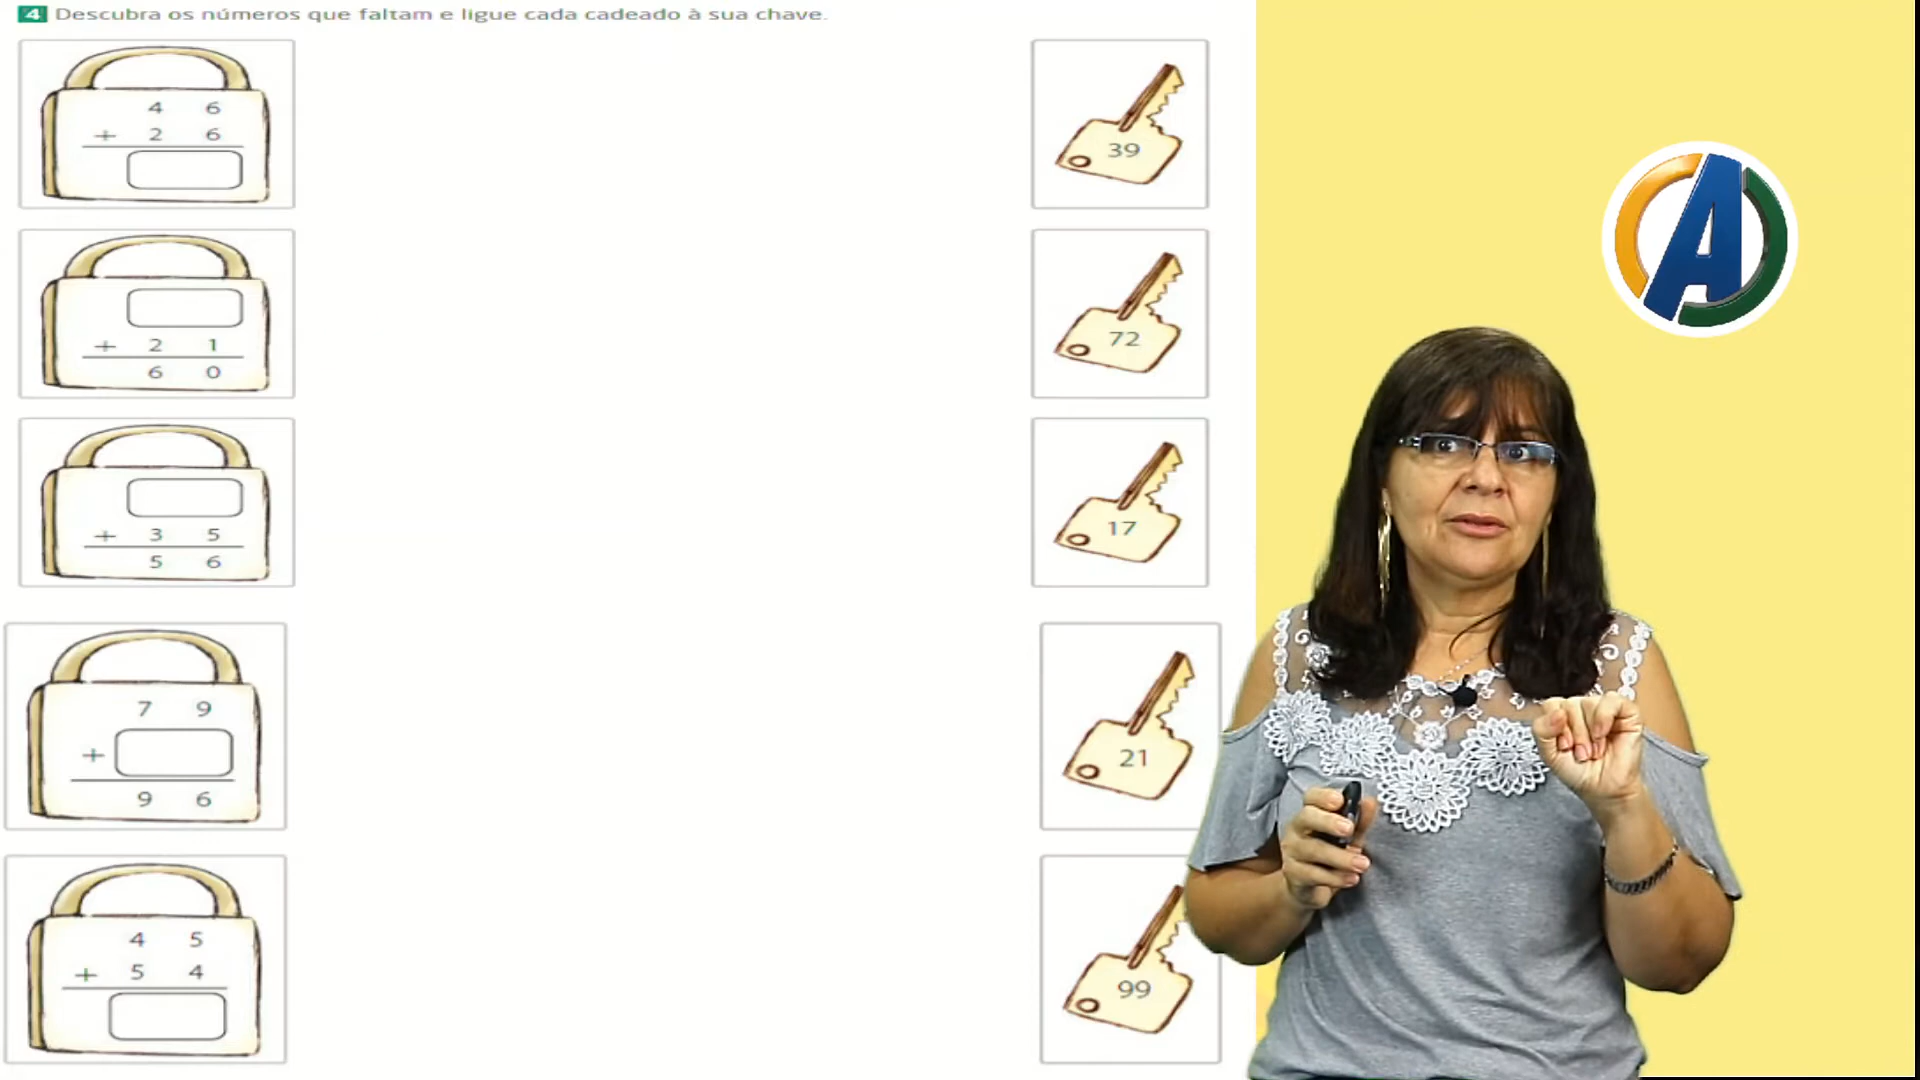 4 Descubra os números que faltam e ligue cada cadeado à sua chave.
4 6
+ 2 6
39
+ 2 1
6 0
72
+ 3 5
5 6
17
7 9
+
9 6
21
4 5
+ 5 4
99
A